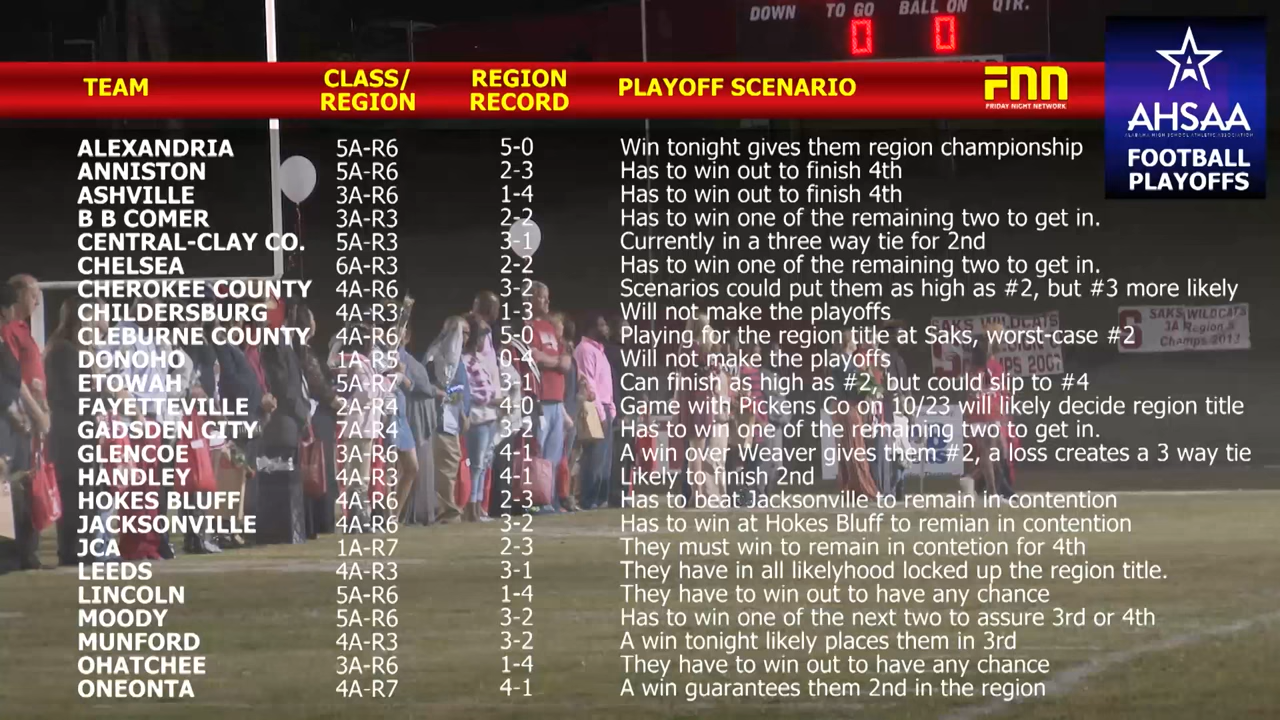 DOWN TO GO BALL ON QTR.
0 0
TEAM CLASS/REGION REGION RECORD PLAYOFF SCENARIO
FNN
FRIDAY NIGHT NETWORK
AHSAA
ALABAMA HIGH SCHOOL ATHLETIC ASSOCIATION
FOOTBALL
PLAYOFFS
ALEXANDRIA 5A-R6 5-0 Win tonight gives them region championship
ANNISTON 5A-R6 2-3 Has to win out to finish 4th
ASHVILLE 3A-R6 1-4 Has to win out to finish 4th
B B COMER 3A-R3 2-2 Has to win one of the remaining two to get in.
CENTRAL-CLAY CO. 5A-R3 3-1 Currently in a three way tie for 2nd
CHELSEA 6A-R3 2-2 Has to win one of the remaining two to get in.
CHEROKEE COUNTY 4A-R6 3-2 Scenarios could put them as high as #2, but #3 more likely
CHILDERSBURG 4A-R3 1-3 Will not make the playoffs
CLEBURNE COUNTY 4A-R6 5-0 Playing for the region title at Saks, worst-case #2
DONOHO 1A-R5 0-4 Will not make the playoffs
ETOWAH 5A-R7 3-1 Can finish as high as #2, but could slip to #4
FAYETTEVILLE 2A-R4 4-0 Game with Pickens Co on 10/23 will likely decide region title
GADSDEN CITY 7A-R4 3-2 Has to win one of the remaining two to get in.
GLENCOE 3A-R6 4-1 A win over Weaver gives them #2, a loss creates a 3 way tie
HANDLEY 4A-R3 4-1 Likely to finish 2nd
HOKES BLUFF 4A-R6 2-3 Has to beat Jacksonville to remain in contention
JACKSONVILLE 4A-R6 3-2 Has to win at Hokes Bluff to remian in contention
JCA 1A-R7 2-3 They must win to remain in contetion for 4th
LEEDS 4A-R3 3-1 They have in all likelyhood locked up the region title.
LINCOLN 5A-R6 1-4 They have to win out to have any chance
MOODY 5A-R6 3-2 Has to win one of the next two to assure 3rd or 4th
MUNFORD 4A-R3 3-2 A win tonight likely places them in 3rd
OHATCHEE 3A-R6 1-4 They have to win out to have any chance
ONEONTA 4A-R7 4-1 A win guarantees them 2nd in the region
SAKS WILDCATS
SAKS WILDCATS
3A Region
Champs 2013